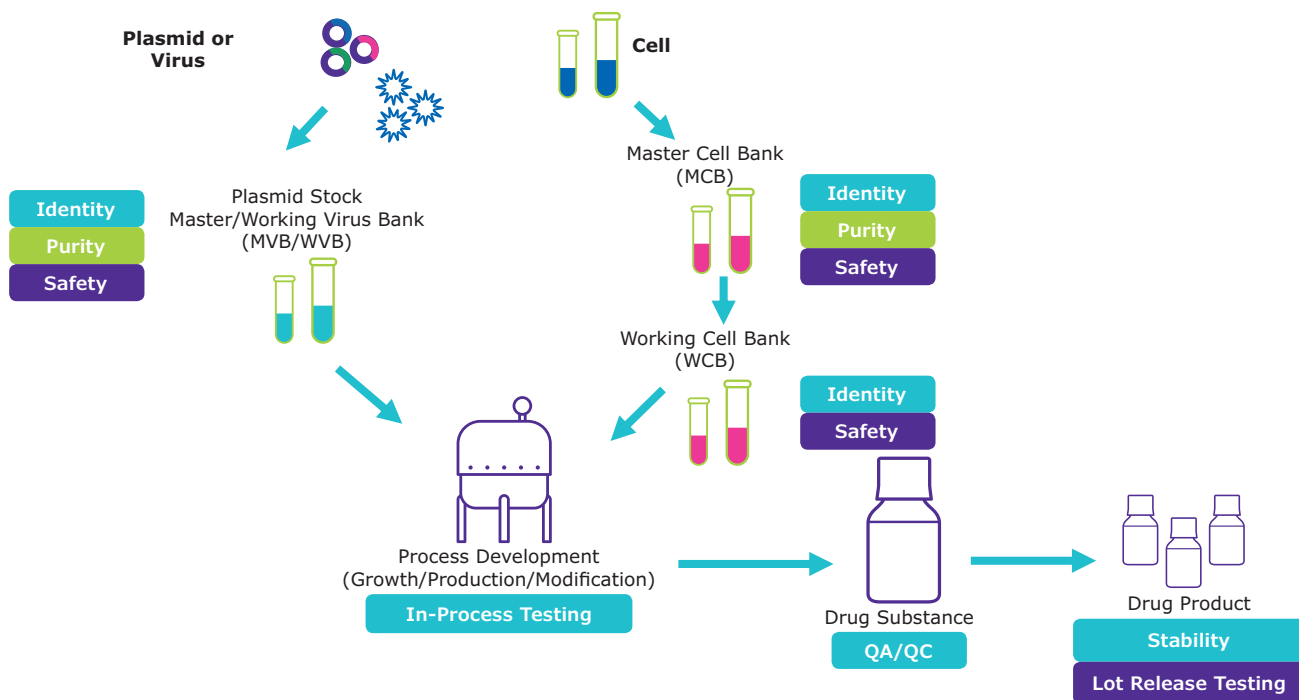 Plasmid or
Virus
Cell
Master Cell Bank
(MCB)
Identity
Purity
Safety
Plasmid Stock
Master/Working Virus Bank
(MVB/WVB)
Identity
Purity
Safety
Working Cell Bank
(WCB)
Identity
Safety
Process Development
(Growth/Production/Modification)
In-Process Testing
Drug Substance
QA/QC
Drug Product
Stability
Lot Release Testing